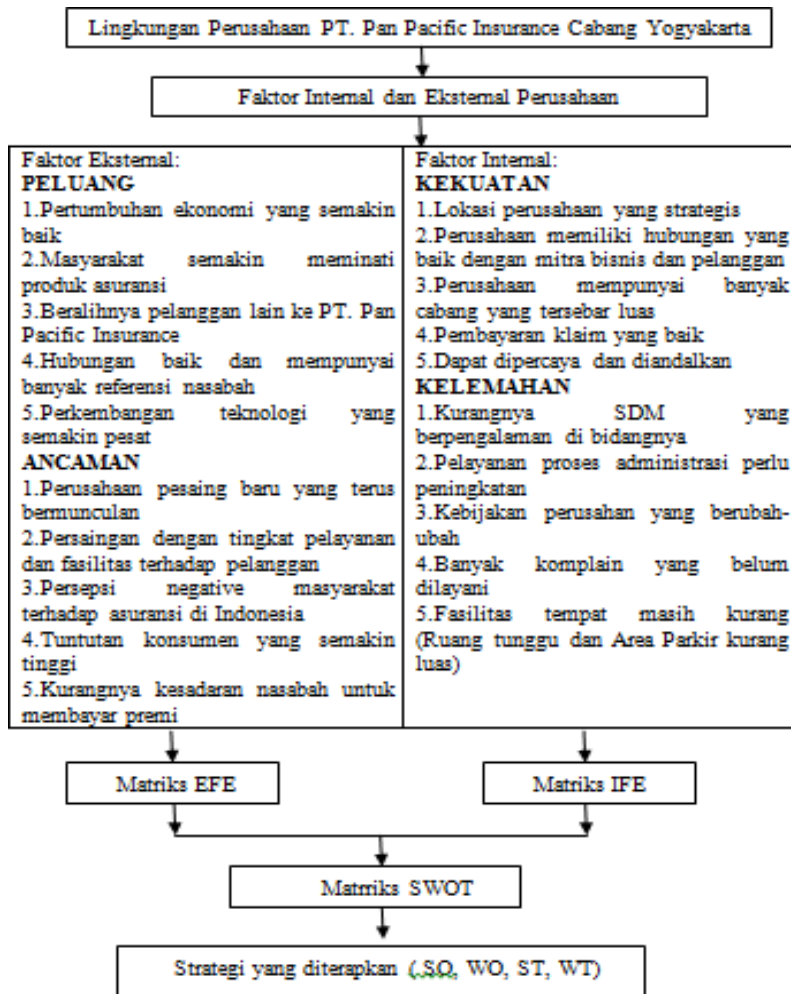 Lingkungan Perusahaan PT. Pan Pacific Insurance Cabang Yogyakarta
Faktor Internal dan Eksternal Perusahaan
Faktor Eksternal:
PELUANG
1.Pertumbuhan ekonomi yang semakin
baik
2.Masyarakat semakin meminati
produk asuransi
3.Beralihnya pelanggan lain ke PT. Pan
Pacific Insurance
4.Hubungan baik dan mempunyai
banyak referensi nasabah
5.Perkembangan teknologi yang
semakin pesat
ANCAMAN
1.Perusahaan pesaing baru yang terus
bermunculan
2.Persaingan dengan tingkat pelayanan
dan fasilitas terhadap pelanggan
3.Persepsi negative masyarakat
terhadap asuransi di Indonesia
4.Tuntutan konsumen yang semakin
tinggi
5.Kurangnya kesadaran nasabah untuk
membayar premi
Faktor Internal:
KEKUATAN
1.Lokasi perusahaan yang strategis
2.Perusahaan memiliki hubungan yang
baik dengan mitra bisnis dan pelanggan
3.Perusahaan mempunyai banyak
cabang yang tersebar luas
4.Pembayaran klaim yang baik
5.Dapat dipercaya dan diandalkan
KELEMAHAN
1.Kurangnya SDM yang
berpengalaman di bidangnya
2.Pelayanan proses administrasi perlu
peningkatan
3.Kebijakan perusahan yang berubah-
ubah
4.Banyak komplain yang belum
dilayani
5.Fasilitas tempat masih kurang
(Ruang tunggu dan Area Parkir kurang
luas)
Matriks EFE
Matriks IFE
Matrriks SWOT
Strategi yang diterapkan ( SO, WO, ST, WT)